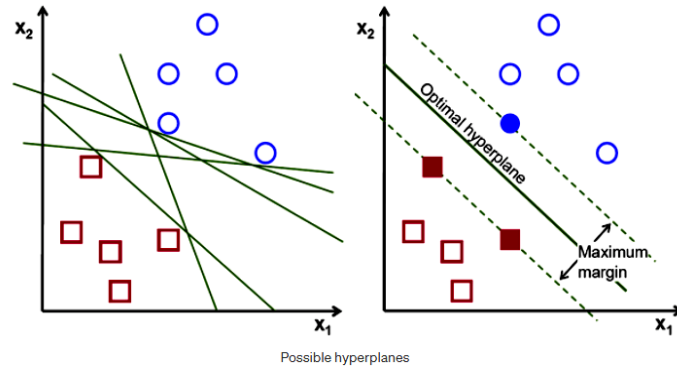 x₂
x₁
x₂
Optimal hyperplane
Maximum
margin
x₁
Possible hyperplanes